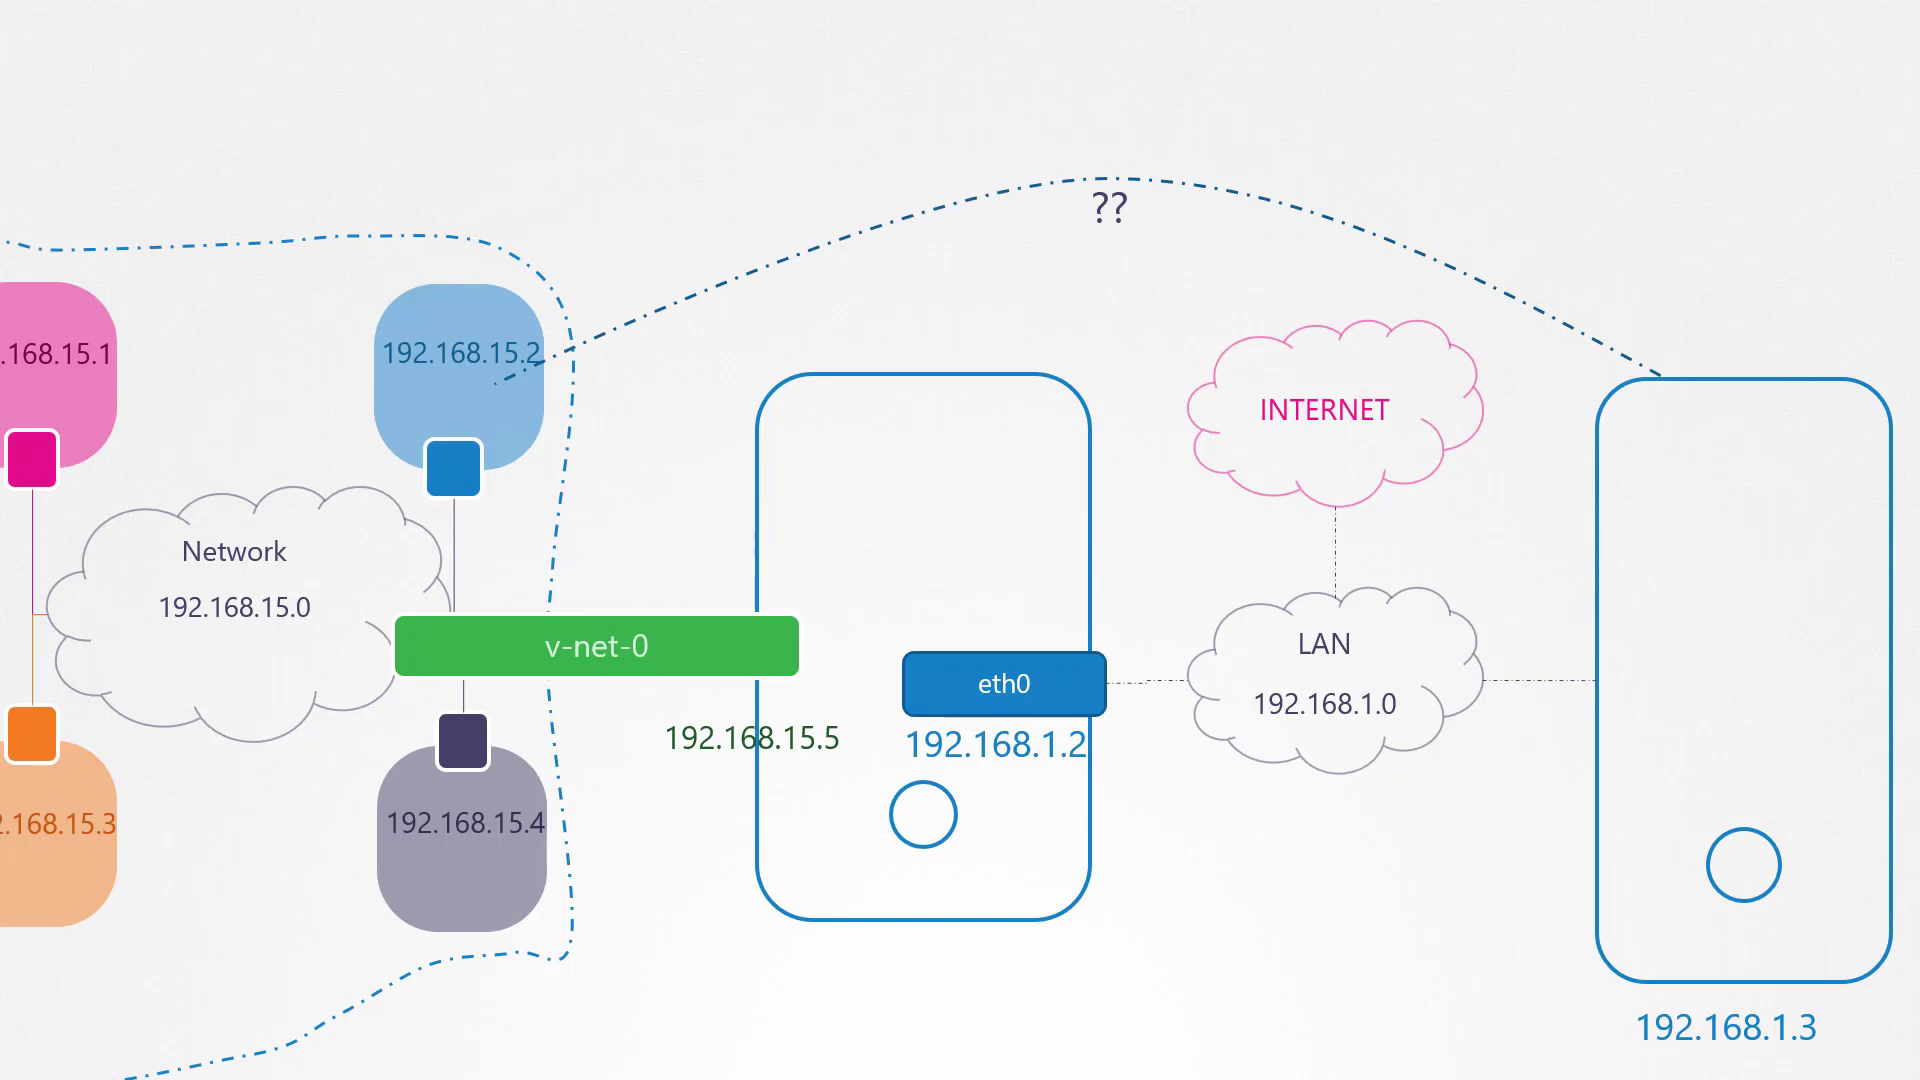 ??
.168.15.1
192.168.15.2
INTERNET
Network
192.168.15.0
v-net-0
LAN
eth0
192.168.1.0
192.168.15.5
192.168.1.2
2.168.15.3
192.168.15.4
192.168.1.3